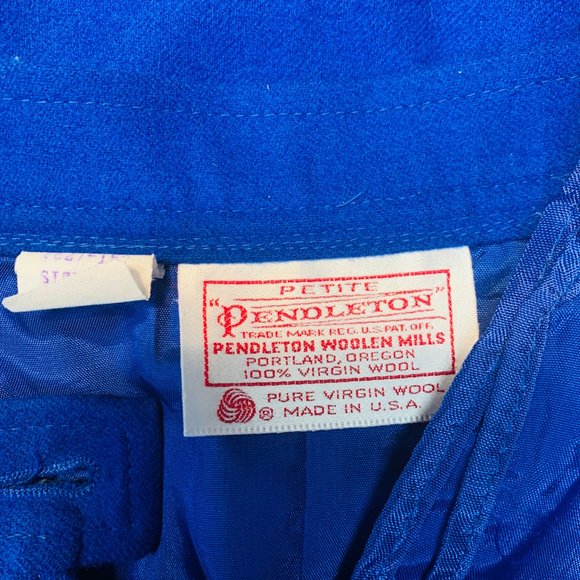 PETITE
"PENDLETON"
TRADE MARK REG. U.S. PAT. OFF.
PENDLETON WOOLEN MILLS
PORTLAND, OREGON
100% VIRGIN WOOL
PURE VIRGIN WOOL
® MADE IN U.S.A.